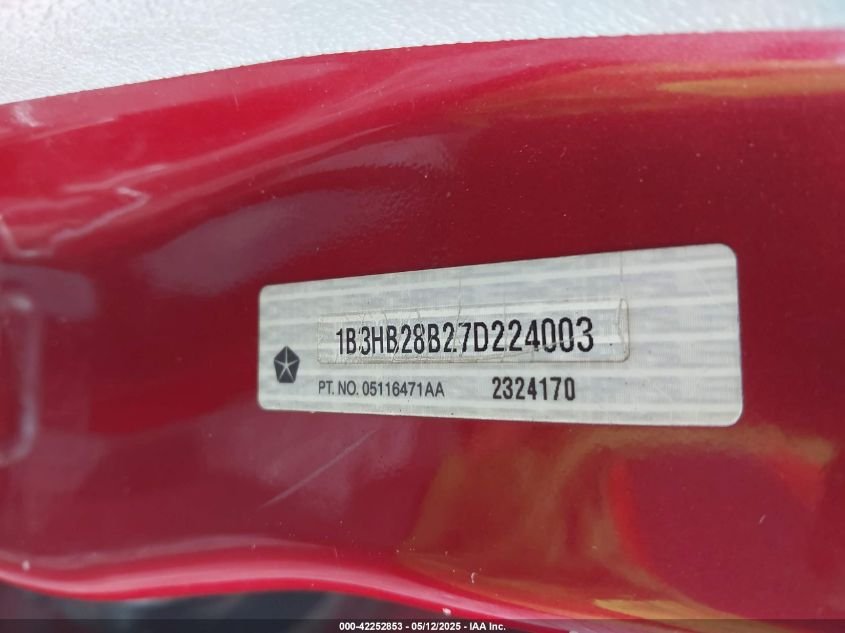 1B3HB28B27D224003
PT. NO. 05116471AA 2324170
000-42252853 - 05/12/2025 - IAA Inc.